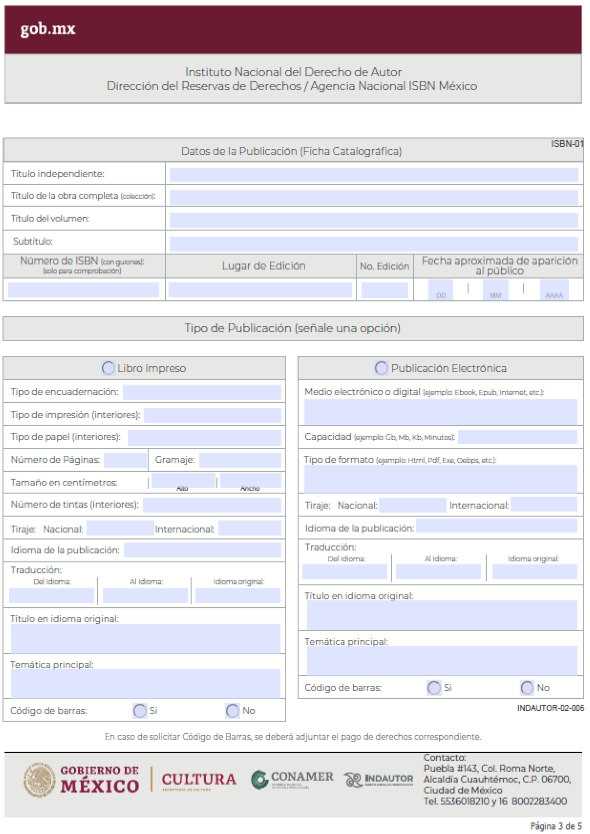 gob.mx
Instituto Nacional del Derecho de Autor
Dirección del Reservas de Derechos / Agencia Nacional ISBN México
ISBN-01
Datos de la Publicación (Ficha Catalográfica)
Título independiente:
Título de la obra completa (colección):
Título del volumen:
Subtítulo:
Número de ISBN (con guiones):
(solo para comprobación)
Lugar de Edición
No. Edición
Fecha aproximada de aparición
al público
DD
MM
AAAA
Tipo de Publicación (señale una opción)
Libro Impreso
Tipo de encuadernación:
Tipo de impresión (interiores):
Tipo de papel (interiores):
Número de Páginas:
Gramaje:
Tamaño en centímetros:
Alto
Ancho
Número de tintas (interiores):
Tiraje: Nacional:
Internacional:
Idioma de la publicación:
Traducción:
Del idioma:
Al idioma:
Idioma original:
Título en idioma original:
Temática principal:
Código de barras:
Si
No
Publicación Electrónica
Medio electrónico o digital (ejemplo: Ebook, Epub, Internet, etc.):
Capacidad (ejemplo: Gb, Mb, Kb, Minutos):
Tipo de formato (ejemplo: Html, Pdf, Exe, Oebps, etc.):
Tiraje: Nacional:
Internacional:
Idioma de la publicación:
Traducción:
Del idioma:
Al idioma:
Idioma original:
Título en idioma original:
Temática principal:
Código de barras:
Si
No
INDAUTOR-02-006
En caso de solicitar Código de Barras, se deberá adjuntar el pago de derechos correspondiente.
GOBIERNO DE
MÉXICO
CULTURA
SECRETARÍA DE CULTURA
CONAMER
INDAUTOR
Contacto:
Puebla #143, Col. Roma Norte,
Alcaldía Cuauhtémoc, C.P. 06700,
Ciudad de México
Tel. 5536018210 y 16 8002283400
Página 3 de 5